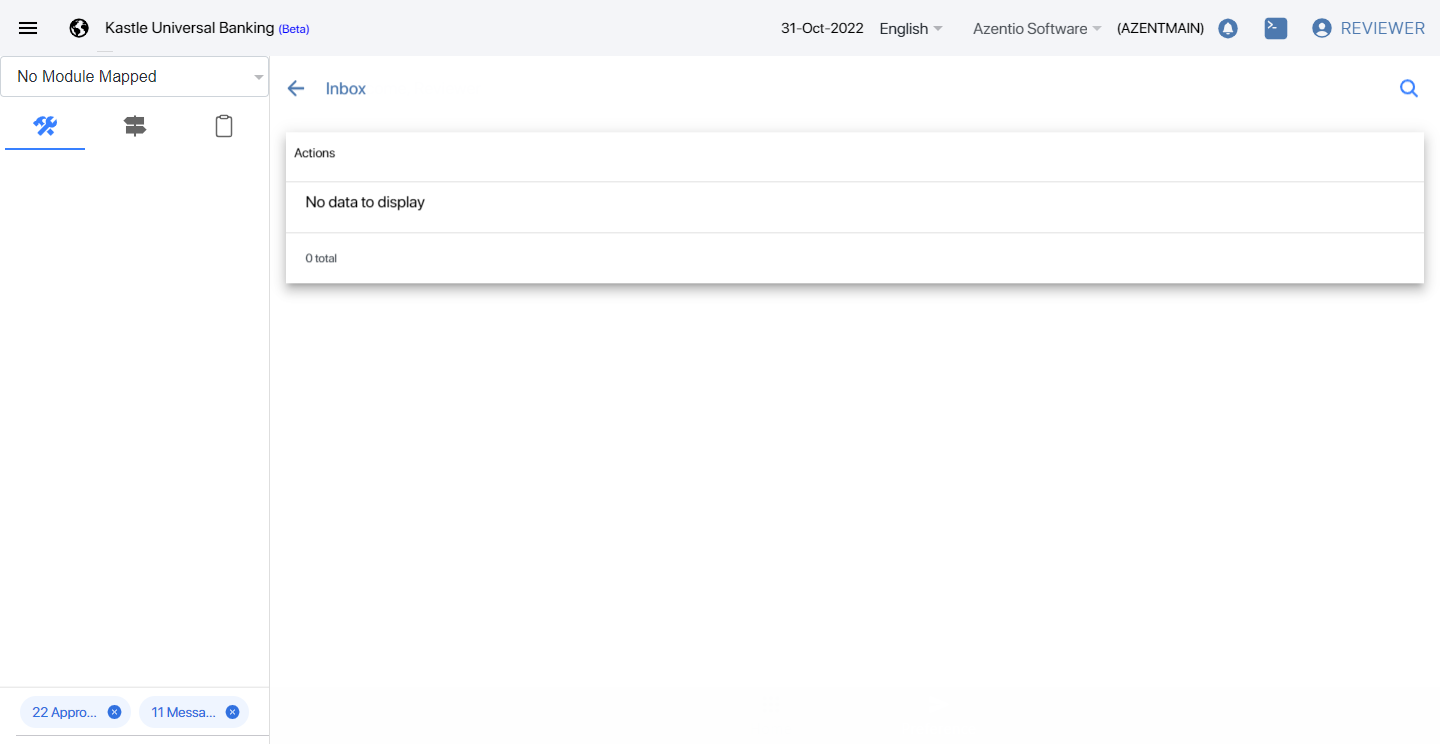 Kastle Universal Banking (Beta)
31-Oct-2022 English Azentio Software (AZENTMAIN) REVIEWER
No Module Mapped
Inbox
Actions
No data to display
0 total
22 Appro... 11 Messa...